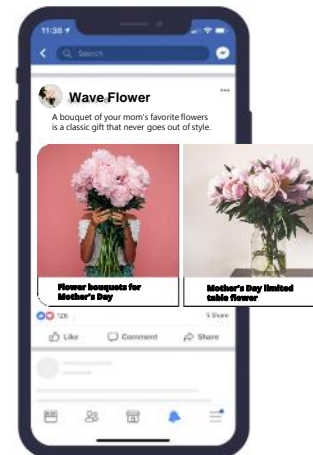 11:38
Search
Wave Flower
A bouquet of your mom's favorite flowers
is a classic gift that never goes out of style.
Flower bouquets for
Mother's Day
Mother's Day limited
table flower
126
5 Share
Like
Comment
Share